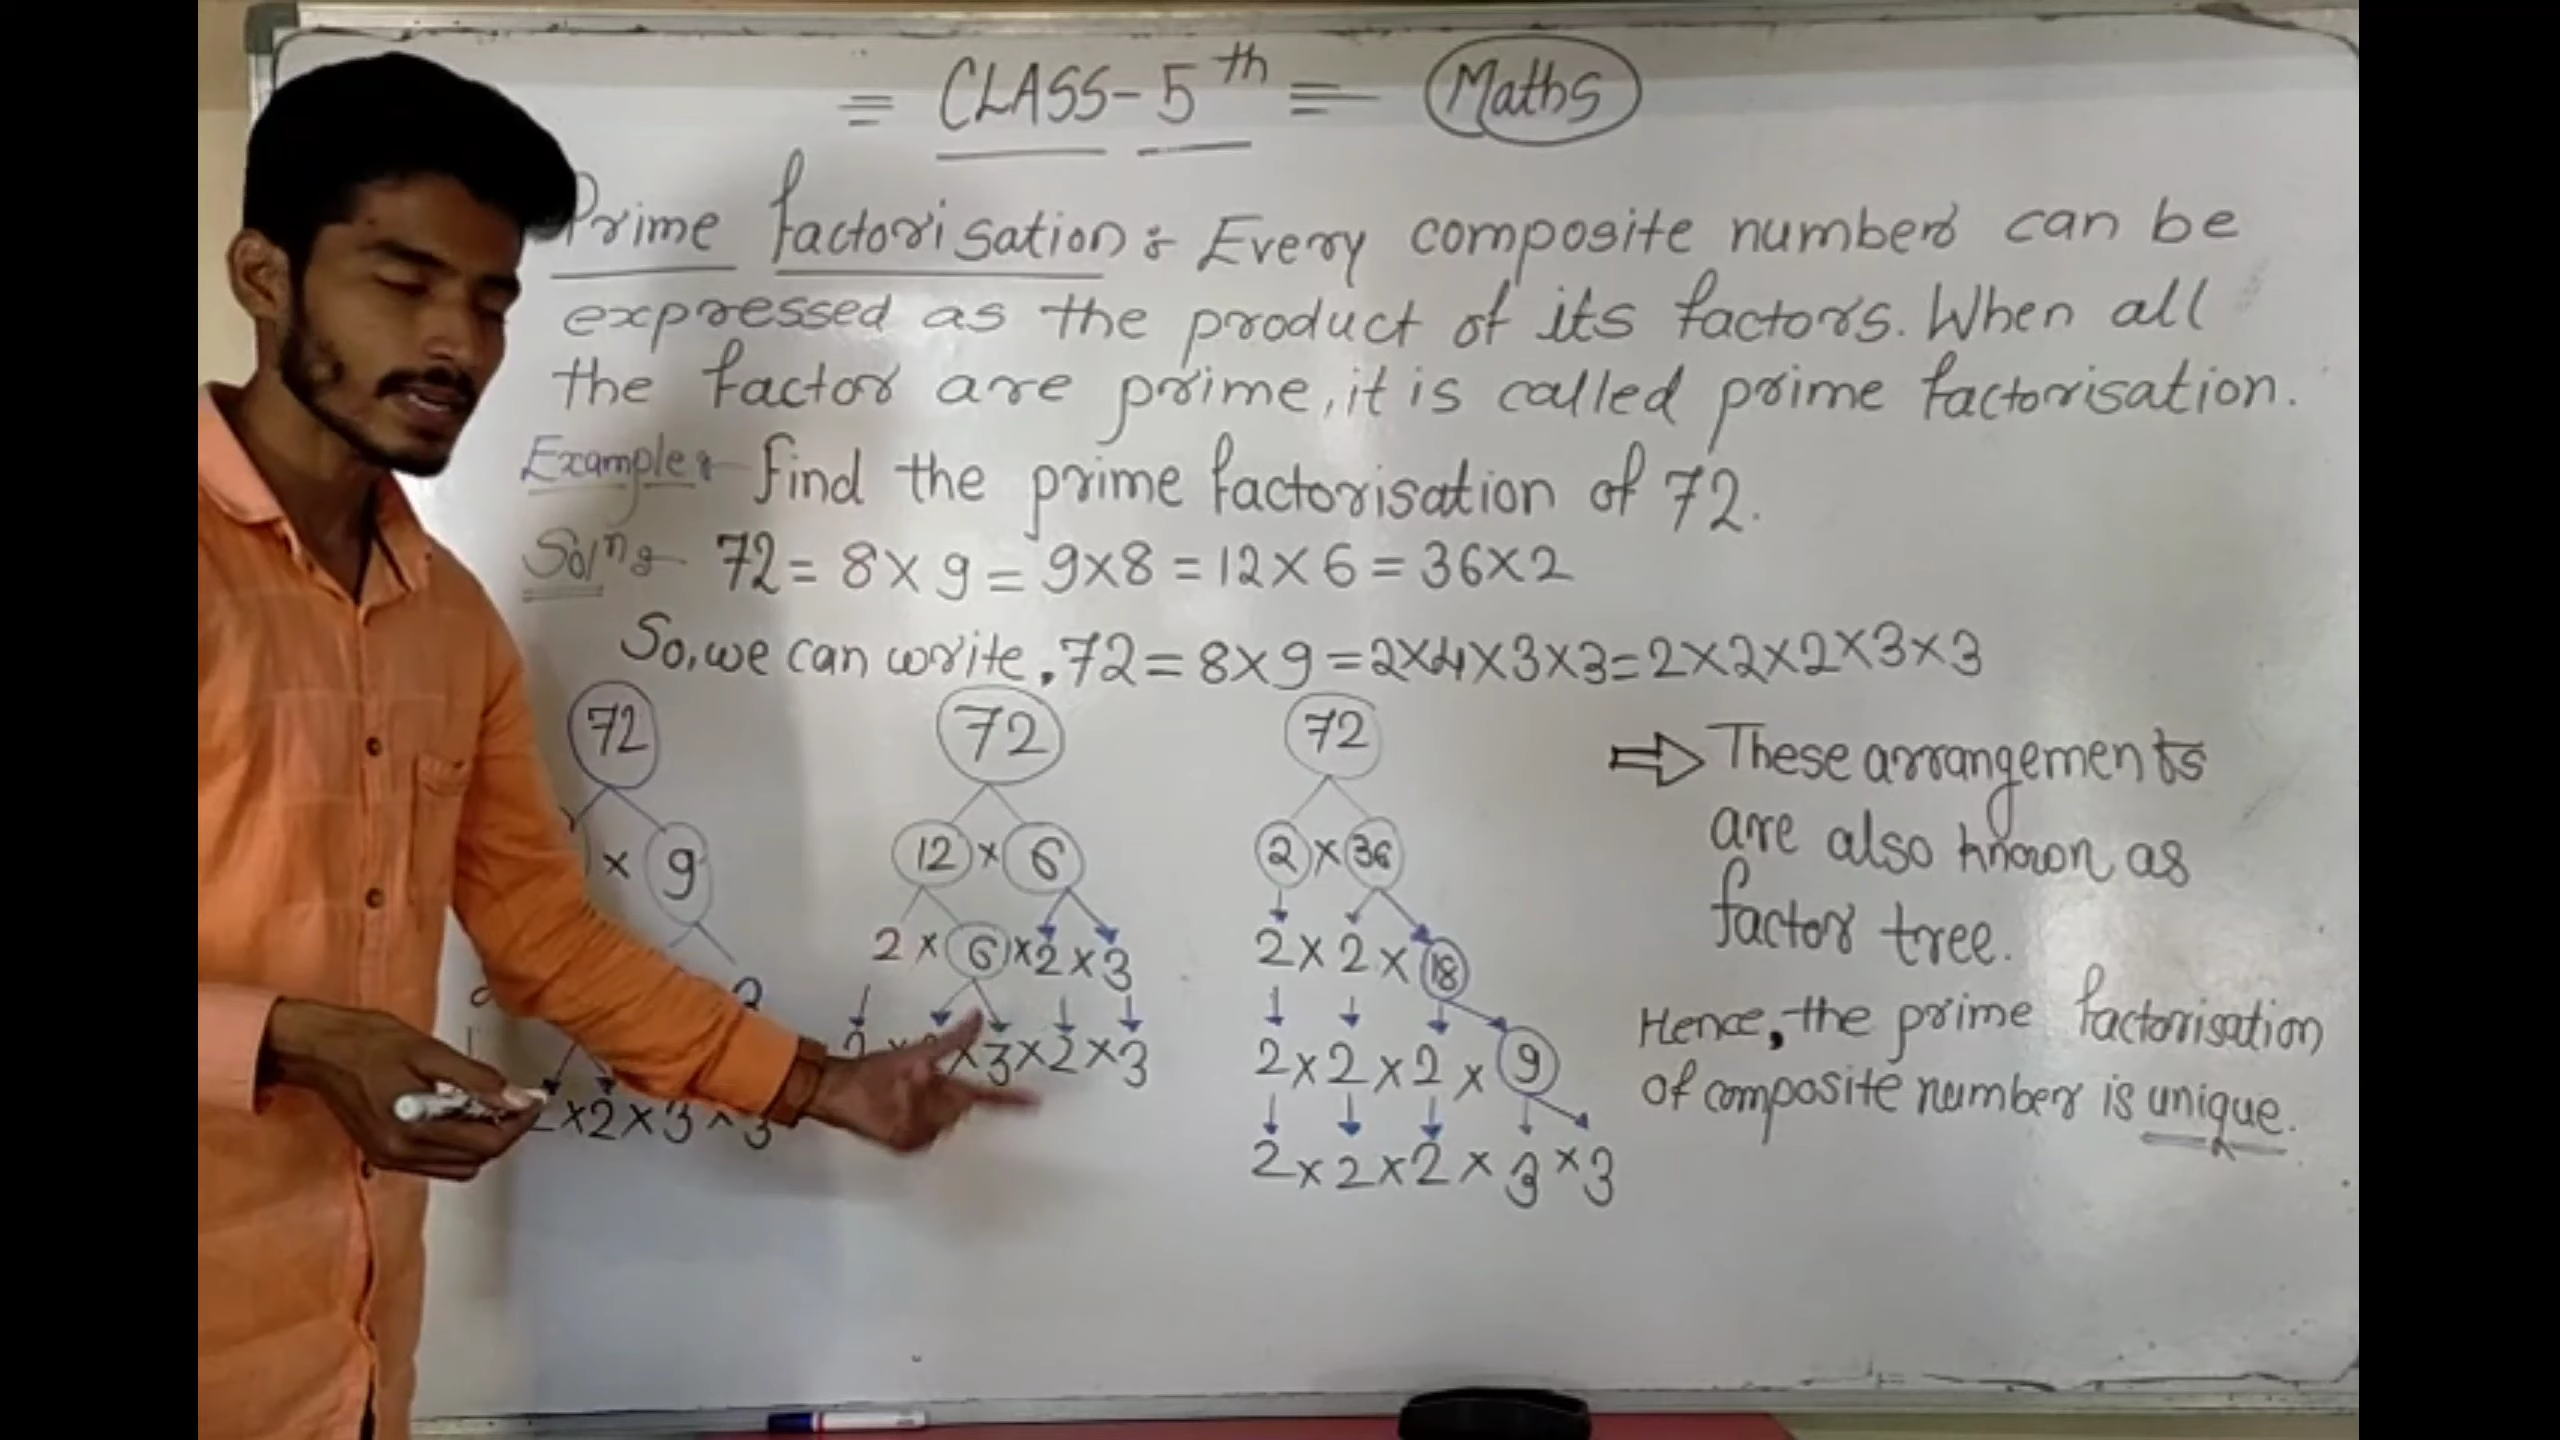 = CLASS-5th = Maths
Prime factorisation :- Every composite number can be
expressed as the product of its factors. When all
the factor are prime, it is called prime factorisation.
Example :- find the prime factorisation of 72.
Soln :- 72 = 8 × 9 = 9×8 = 12 × 6 = 36×2
So, we can write, 72 = 8×9 = 2×4×3×3 = 2×2×2×3×3
72
× 9
×2×3×3
72
12 × 6
2 × 6 × 2 × 3
×3×2×3
72
2 × 36
2 × 2 × 18
2 × 2 × 2 × 9
2 × 2 × 2 × 3 × 3
⇒ These arrangements
are also known as
factor tree.
Hence, the prime factorisation
of composite number is unique.